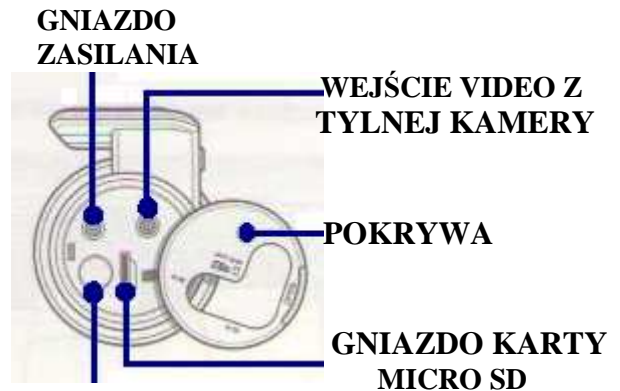 GNIAZDO
ZASILANIA
WEJŚCIE VIDEO Z
TYLNEJ KAMERY
POKRYWA
GNIAZDO KARTY
MICRO SD